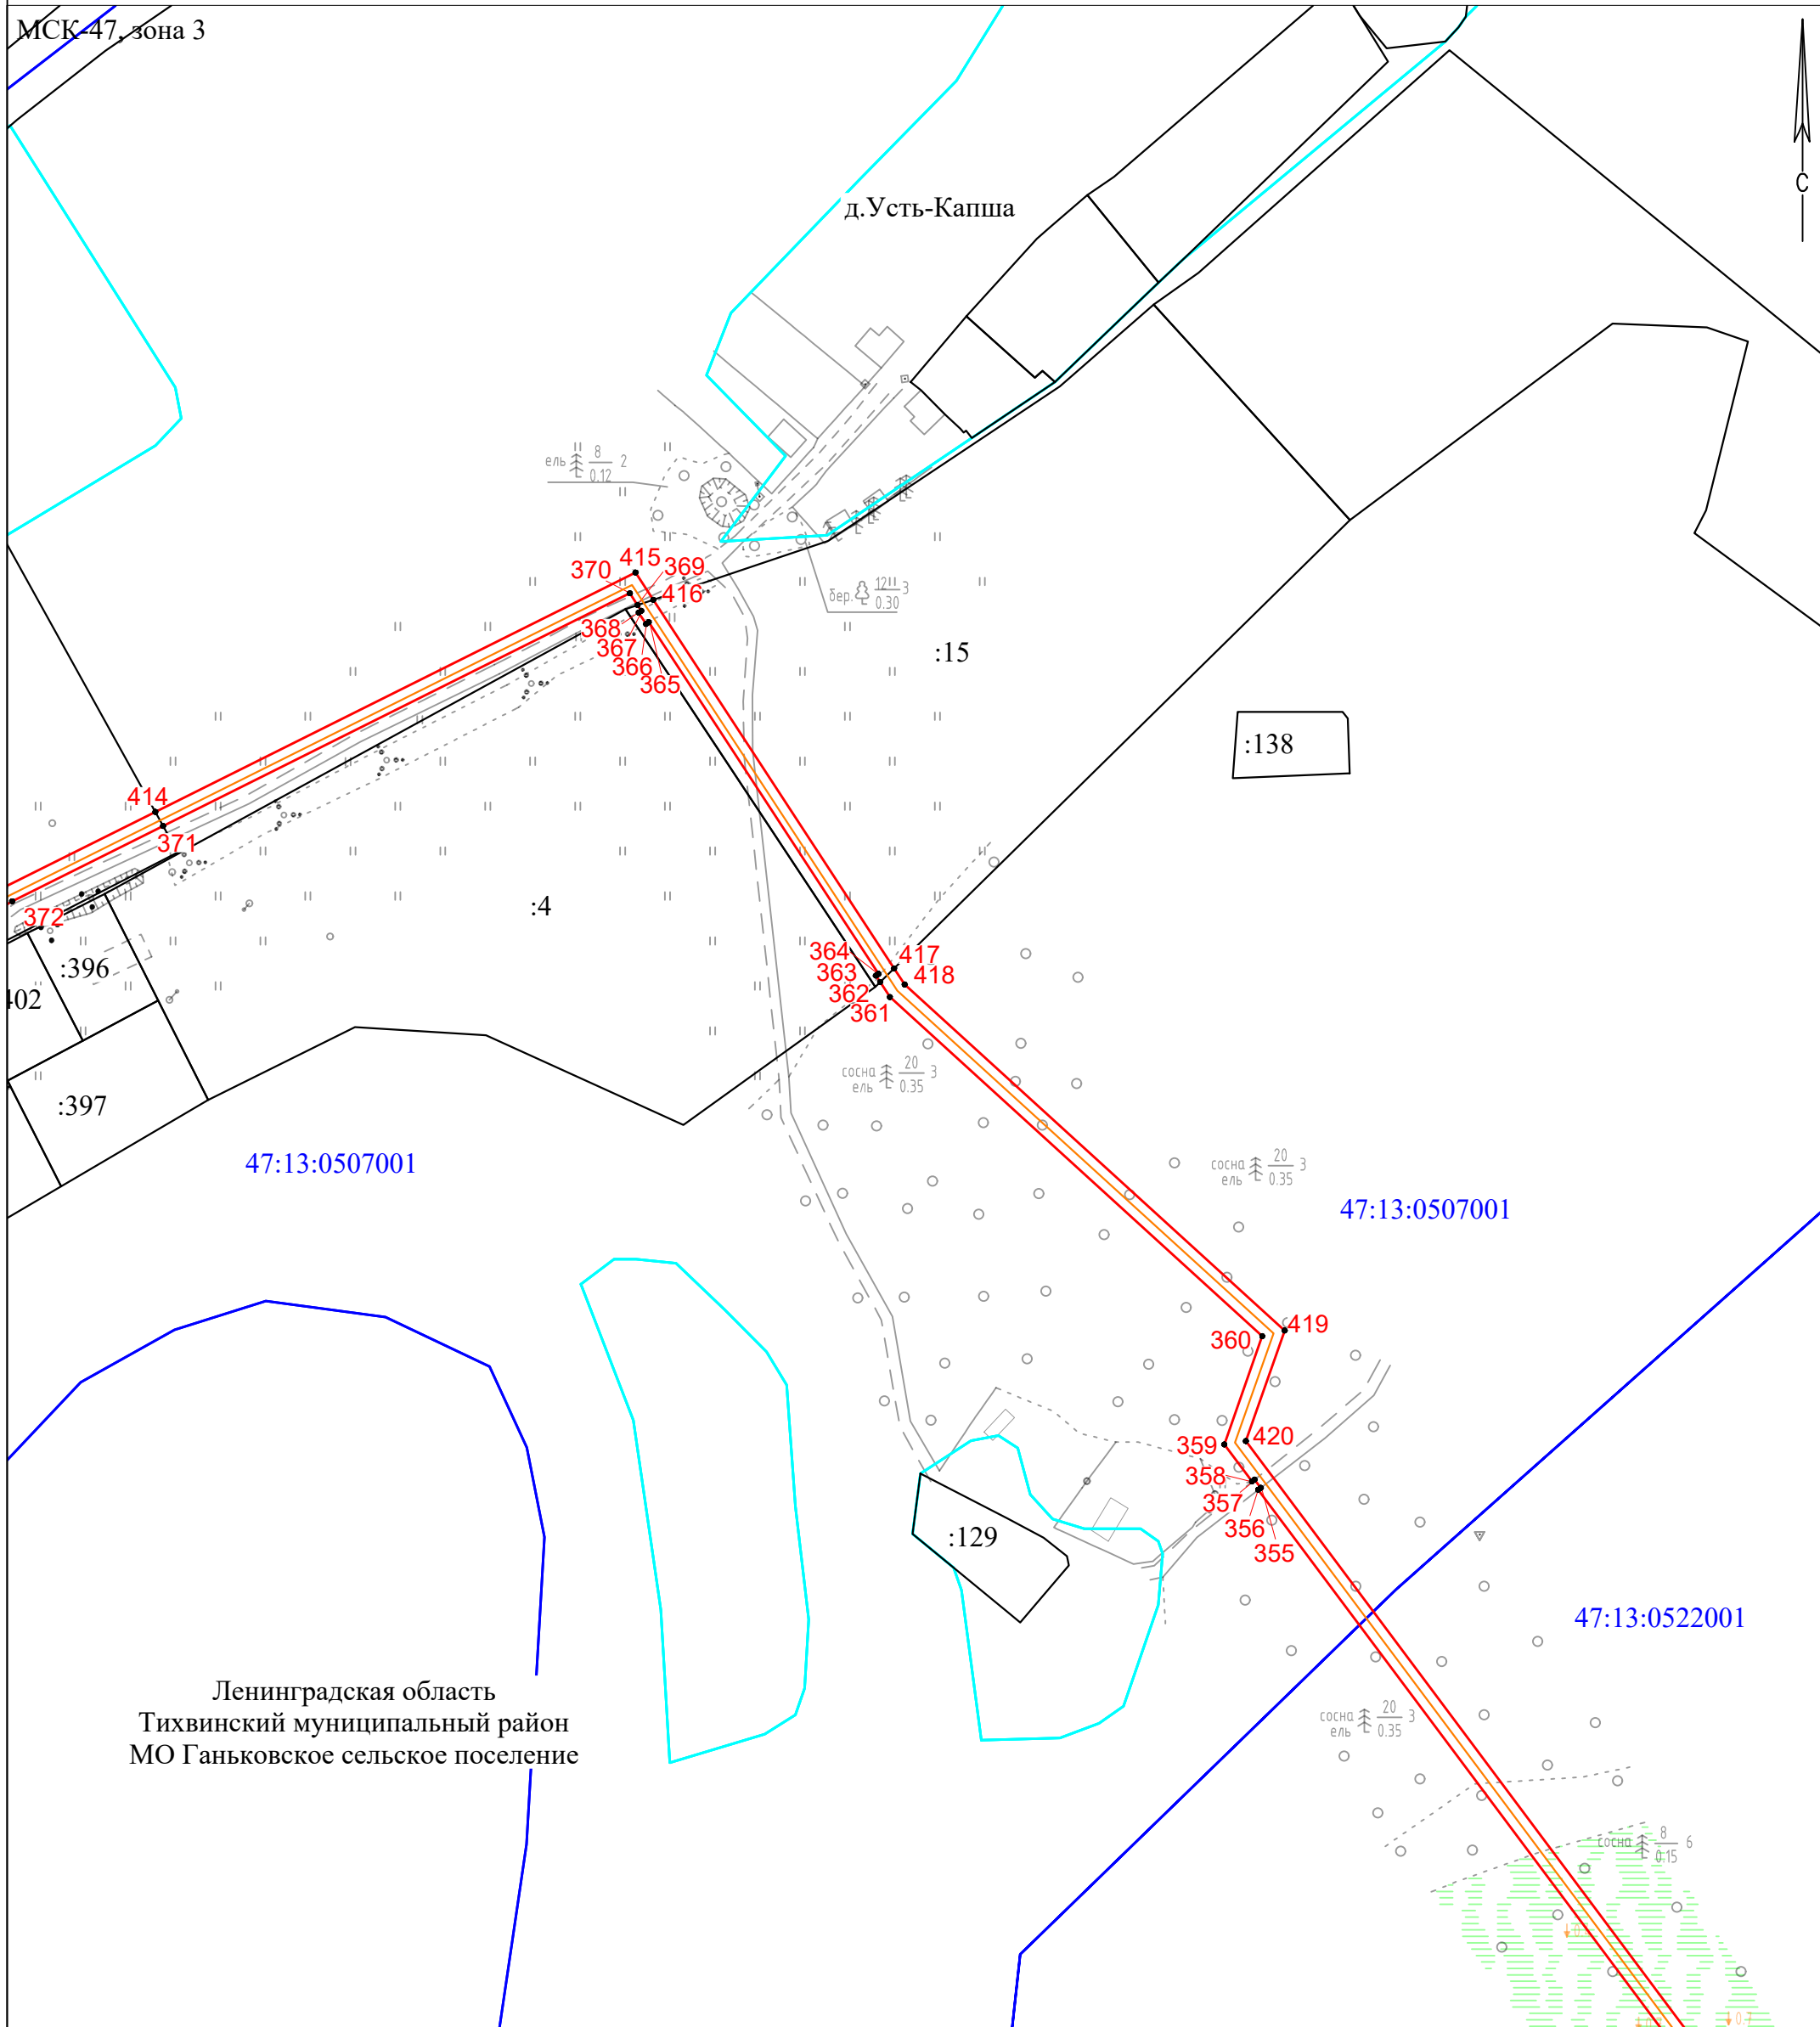 МСК-47, зона 3
С
д.Усть-Капша
ель 8 2
0.12
415
370
369
416
бер. 12 3
0.30
368
367
366
365
:15
:138
414
371
372
:4
:396
402
:397
364
363
362
361
417
418
сосна 20 3
ель 0.35
47:13:0507001
сосна 20 3
ель 0.35
47:13:0507001
360
419
359
420
358
357
356
355
:129
47:13:0522001
Ленинградская область
Тихвинский муниципальный район
МО Ганьковское сельское поселение
сосна 20 3
ель 0.35
сосна 8 6
0.15
0.7